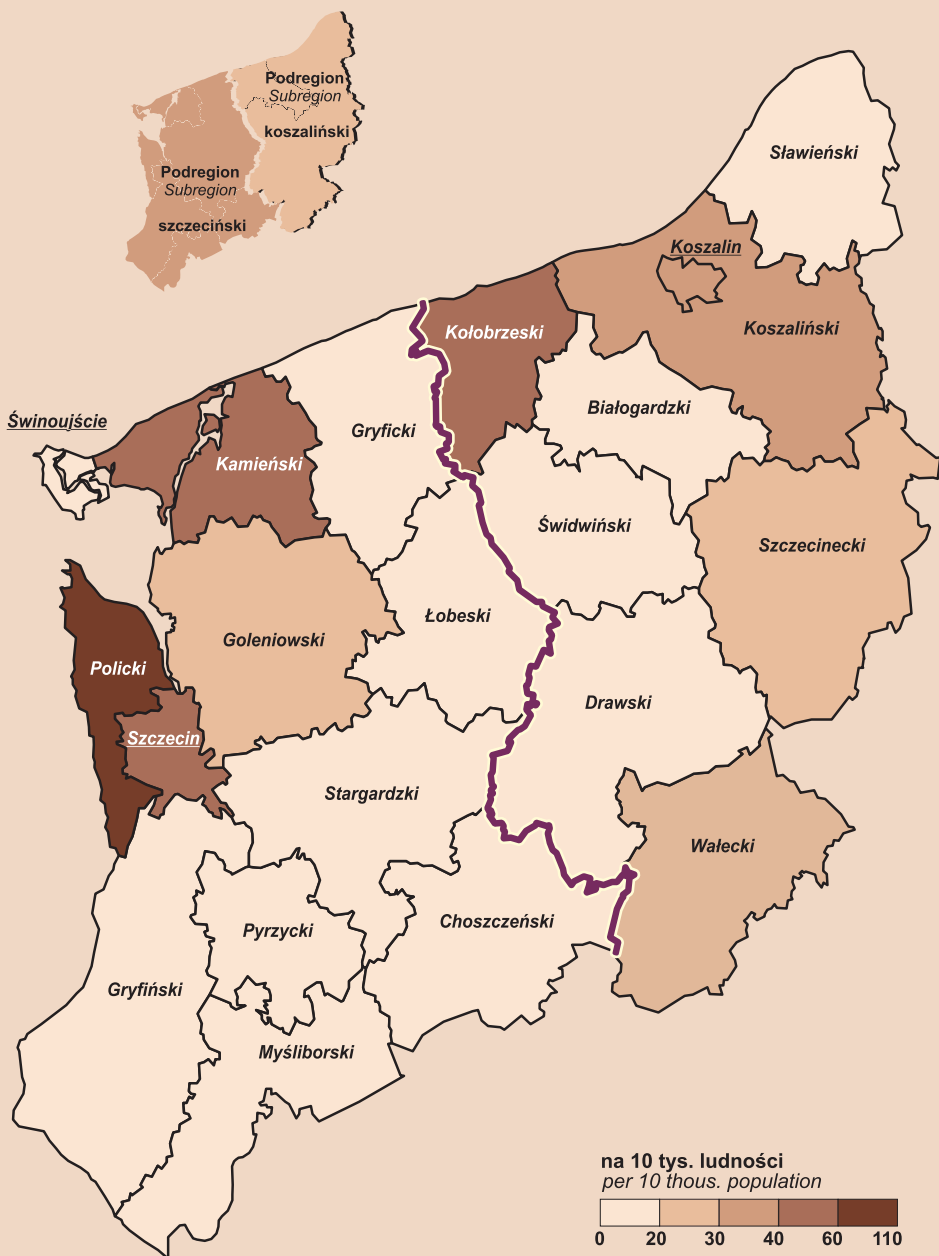 Podregion
Subregion
koszaliński
Podregion
Subregion
szczeciński
Sławieński
Koszalin
Koszaliński
Kołobrzeski
Białogardzki
Świnoujście
Gryficki
Kamieński
Świdwiński
Szczecinecki
Łobeski
Goleniowski
Policki
Drawski
Szczecin
Stargardzki
Wałecki
Choszczeński
Pyrzycki
Gryfiński
Myśliborski
na 10 tys. ludności
per 10 thous. population
0 20 30 40 60 110